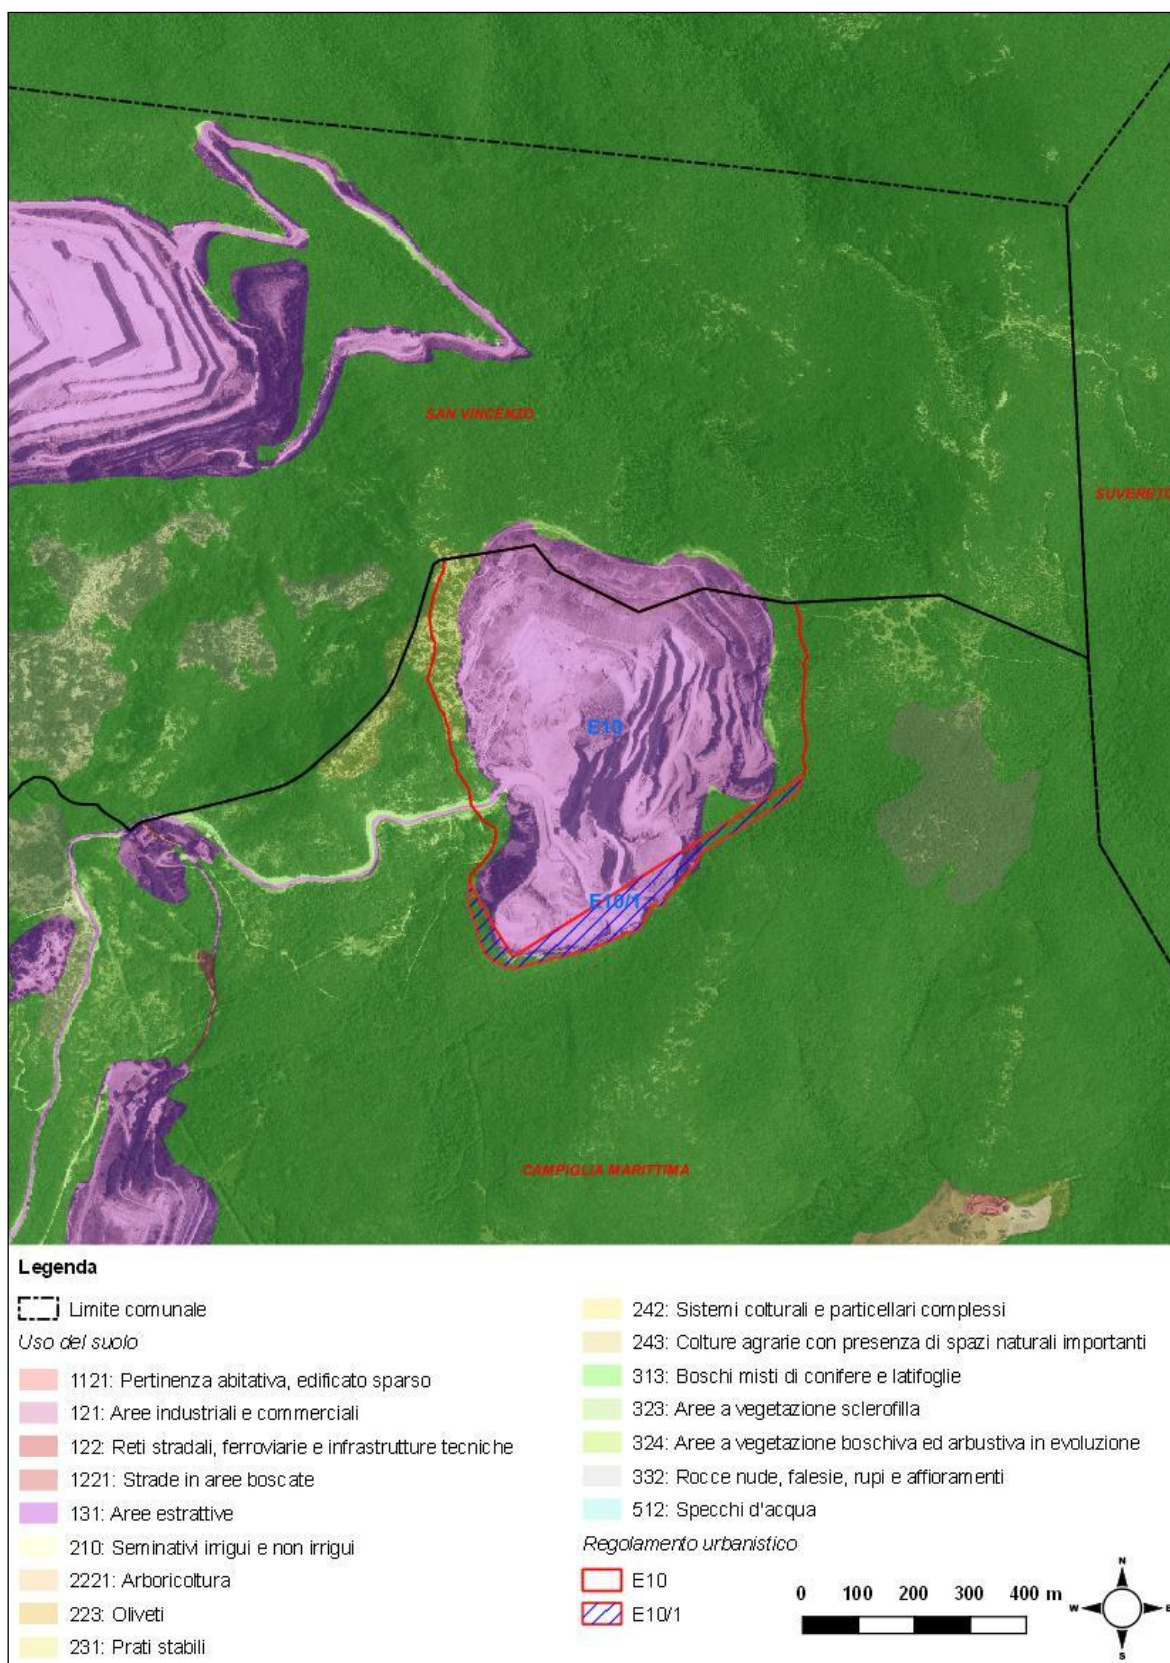 SAN VINCENZO
SUVERETO
E10
E10/1
CAMPIGLIA MARITTIMA
Legenda
Limite comunale
Uso del suolo
1121: Pertinenza abitativa, edificato sparso
121: Aree industriali e commerciali
122: Reti stradali, ferroviarie e infrastrutture tecniche
1221: Strade in aree boscate
131: Aree estrattive
210: Seminativi irrigui e non irrigui
2221: Arboricoltura
223: Oliveti
231: Prati stabili
242: Sistemi colturali e particellari complessi
243: Colture agrarie con presenza di spazi naturali importanti
313: Boschi misti di conifere e latifoglie
323: Aree a vegetazione sclerofilla
324: Aree a vegetazione boschiva ed arbustiva in evoluzione
332: Rocce nude, falesie, rupi e affioramenti
512: Specchi d'acqua
Regolamento urbanistico
E10
E10/1
0 100 200 300 400 m
N
W E
S